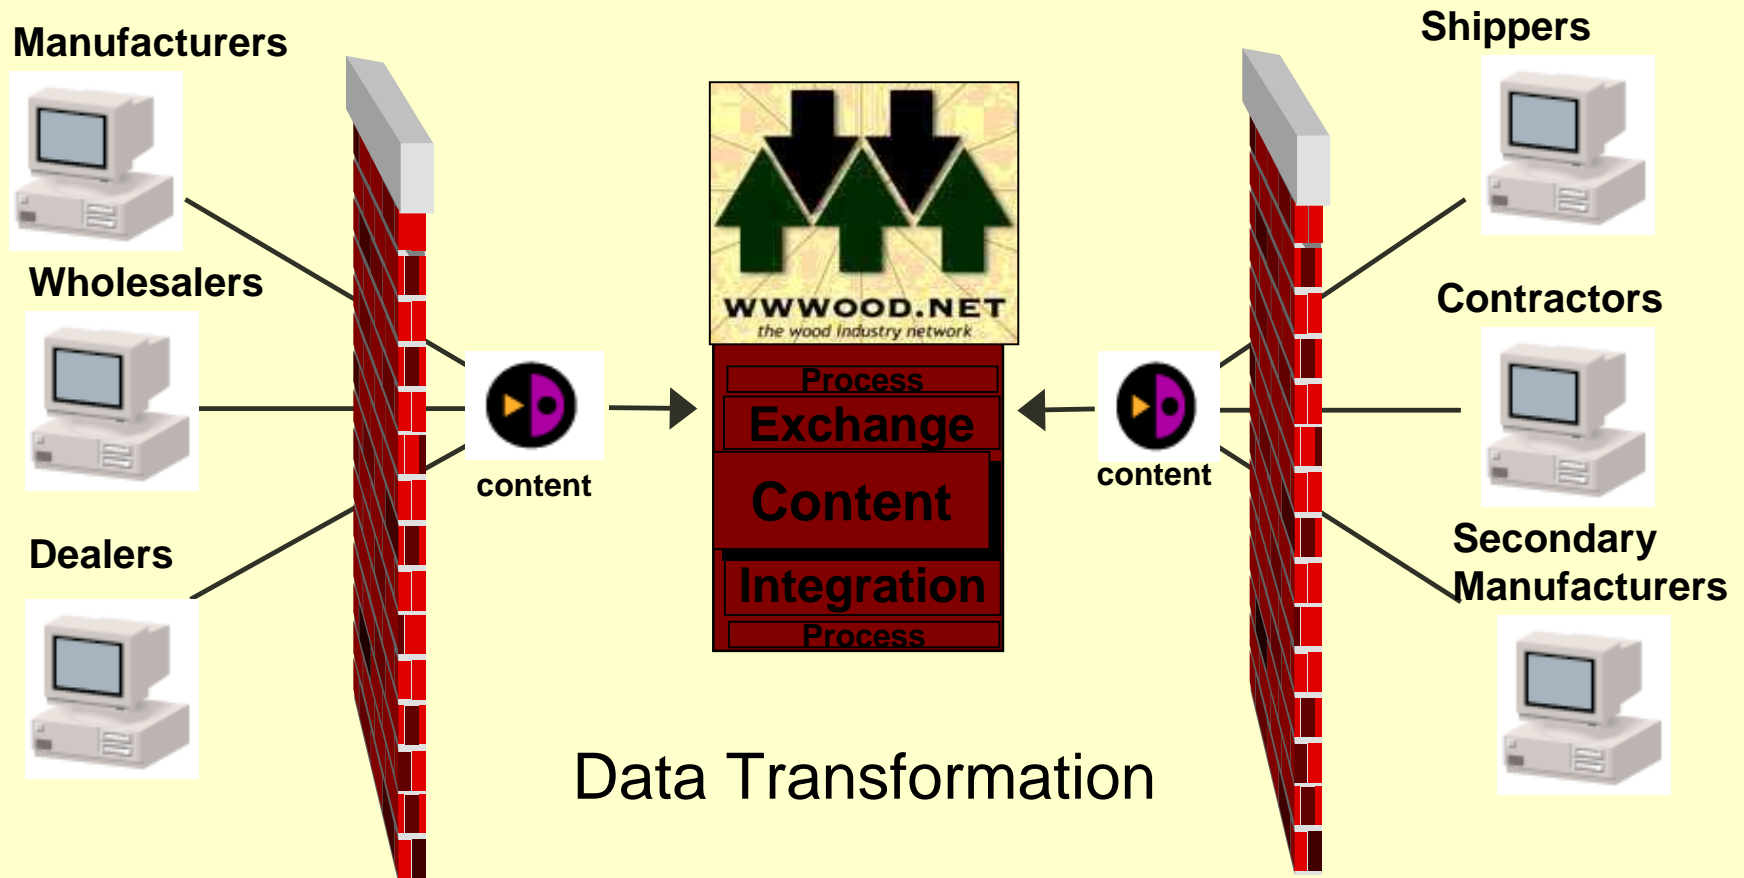 Manufacturers
Wholesalers
Dealers
content
WWWOOD.NET
the wood industry network
Process
Exchange
Content
Integration
Process
content
Shippers
Contractors
Secondary
Manufacturers
Data Transformation